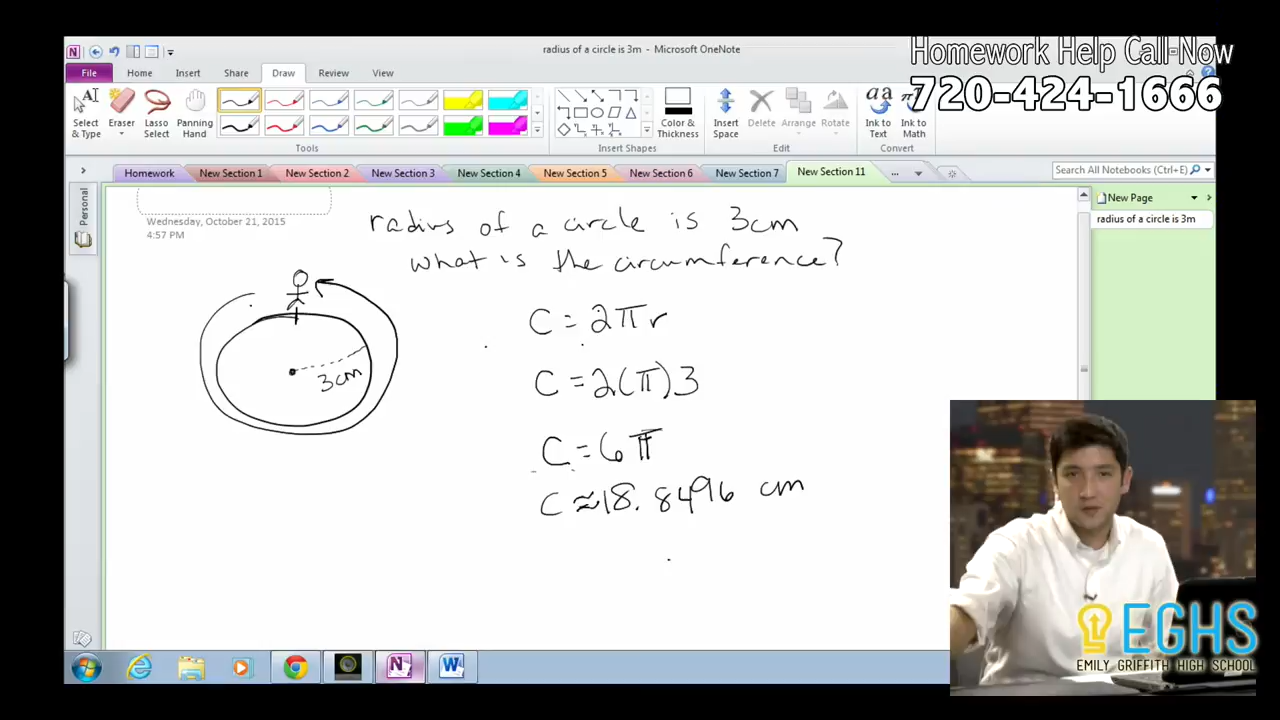 radius of a circle is 3m - Microsoft OneNote
Homework Help Call-Now
720-424-1666
File Home Insert Share Draw Review View
Select & Type
Eraser
Lasso Select
Panning Hand
Color & Thickness
Insert Space
Delete
Arrange
Rotate
Ink to Text
Ink to Math
Tools
Insert Shapes
Edit
Convert
Homework New Section 1 New Section 2 New Section 3 New Section 4 New Section 5 New Section 6 New Section 7 New Section 11 ...
Search All Notebooks (Ctrl+E)
Personal
New Page
radius of a circle is 3m
Wednesday, October 21, 2015
4:57 PM
radius of a circle is 3cm
what is the circumference?
3cm
C = 2πr
C = 2(π)3
C = 6π
C ≈ 18.8496 cm
EGHS
EMILY GRIFFITH HIGH SCHOOL